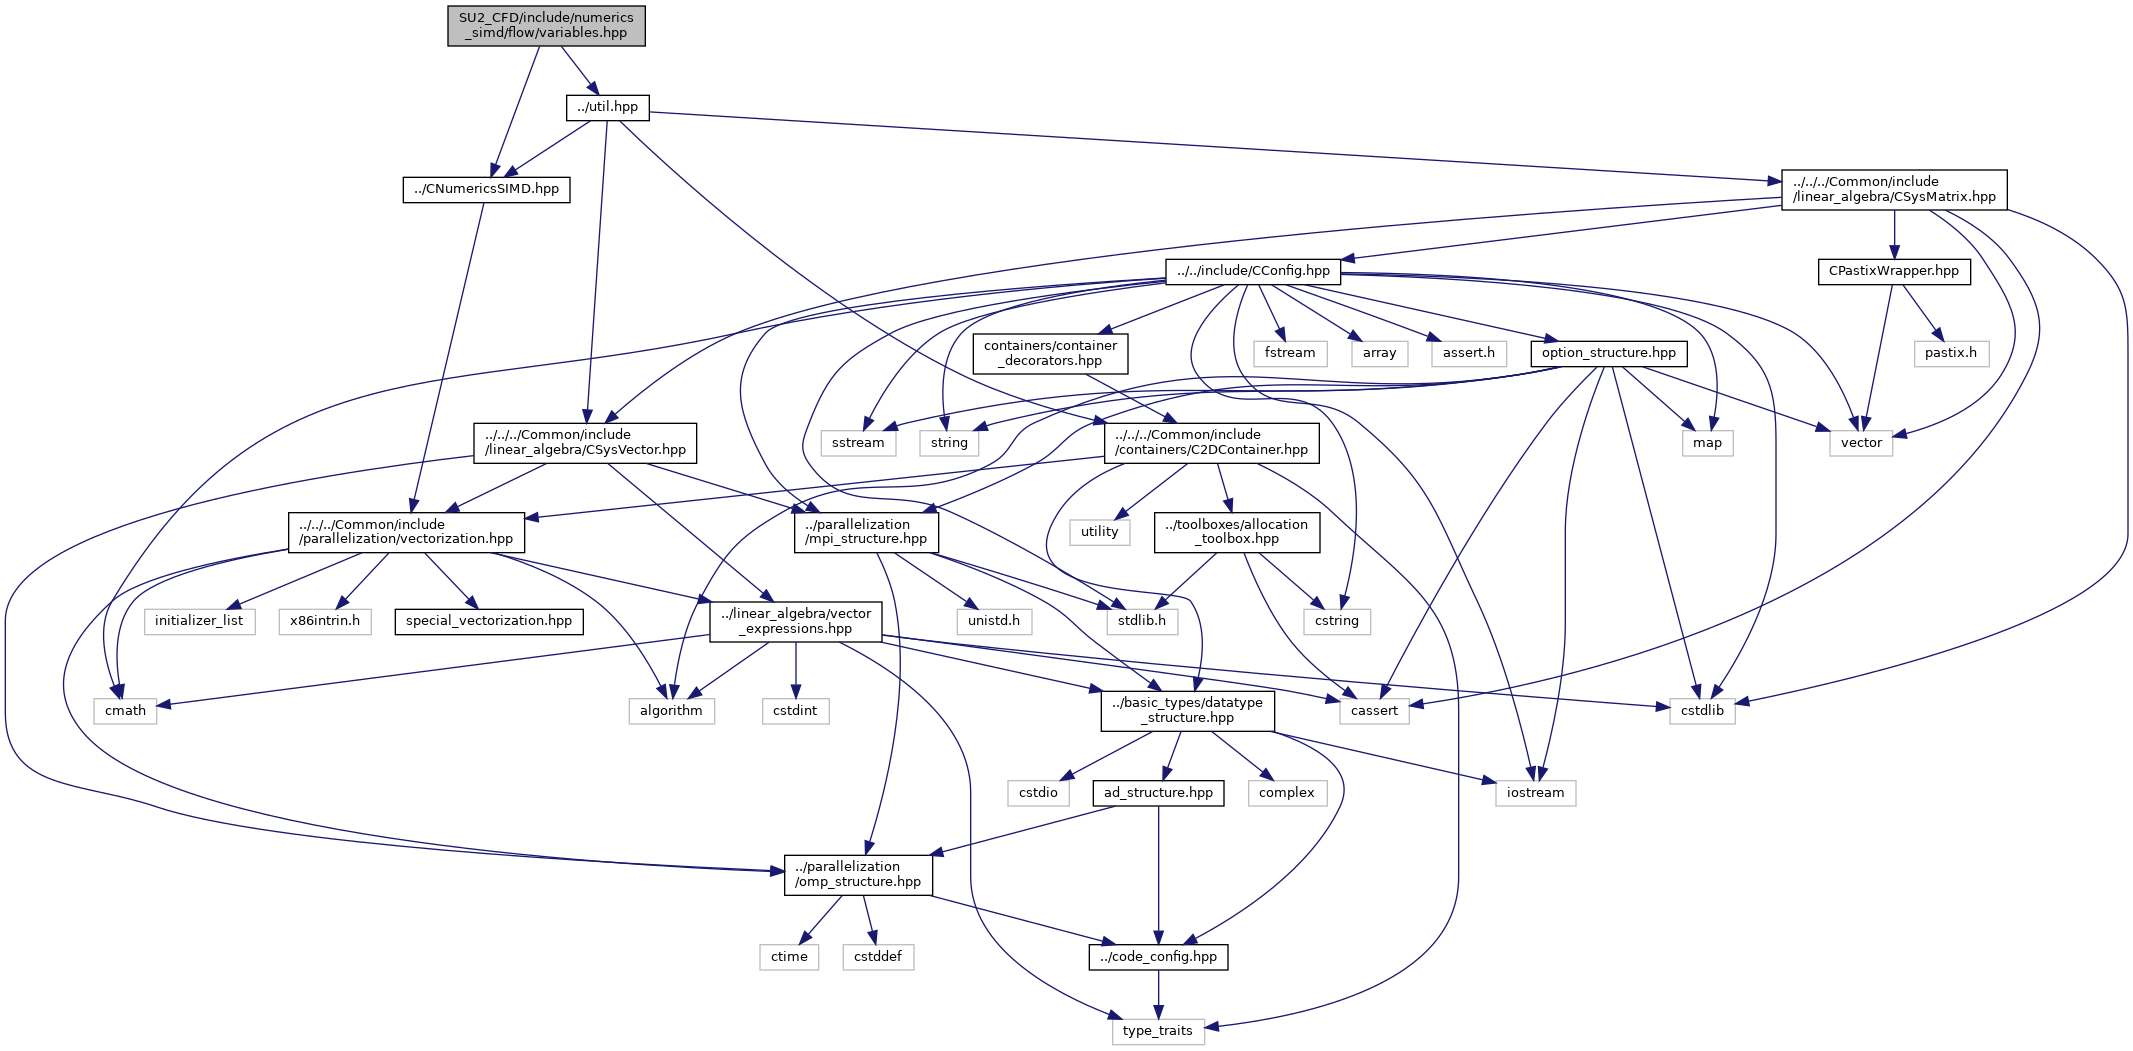 SU2_CFD/include/numerics
_simd/flow/variables.hpp
../util.hpp
../CNumericsSIMD.hpp
../../../Common/include
/linear_algebra/CSysMatrix.hpp
../../include/CConfig.hpp
CPastixWrapper.hpp
containers/container
_decorators.hpp
fstream
array
assert.h
option_structure.hpp
pastix.h
../../../Common/include
/linear_algebra/CSysVector.hpp
sstream
string
../../../Common/include
/containers/C2DContainer.hpp
map
vector
../../../Common/include
/parallelization/vectorization.hpp
../parallelization
/mpi_structure.hpp
utility
../toolboxes/allocation
_toolbox.hpp
initializer_list
x86intrin.h
special_vectorization.hpp
../linear_algebra/vector
_expressions.hpp
unistd.h
stdlib.h
cstring
cmath
algorithm
cstdint
../basic_types/datatype
_structure.hpp
cassert
cstdlib
cstdio
ad_structure.hpp
complex
iostream
../parallelization
/omp_structure.hpp
ctime
cstddef
../code_config.hpp
type_traits